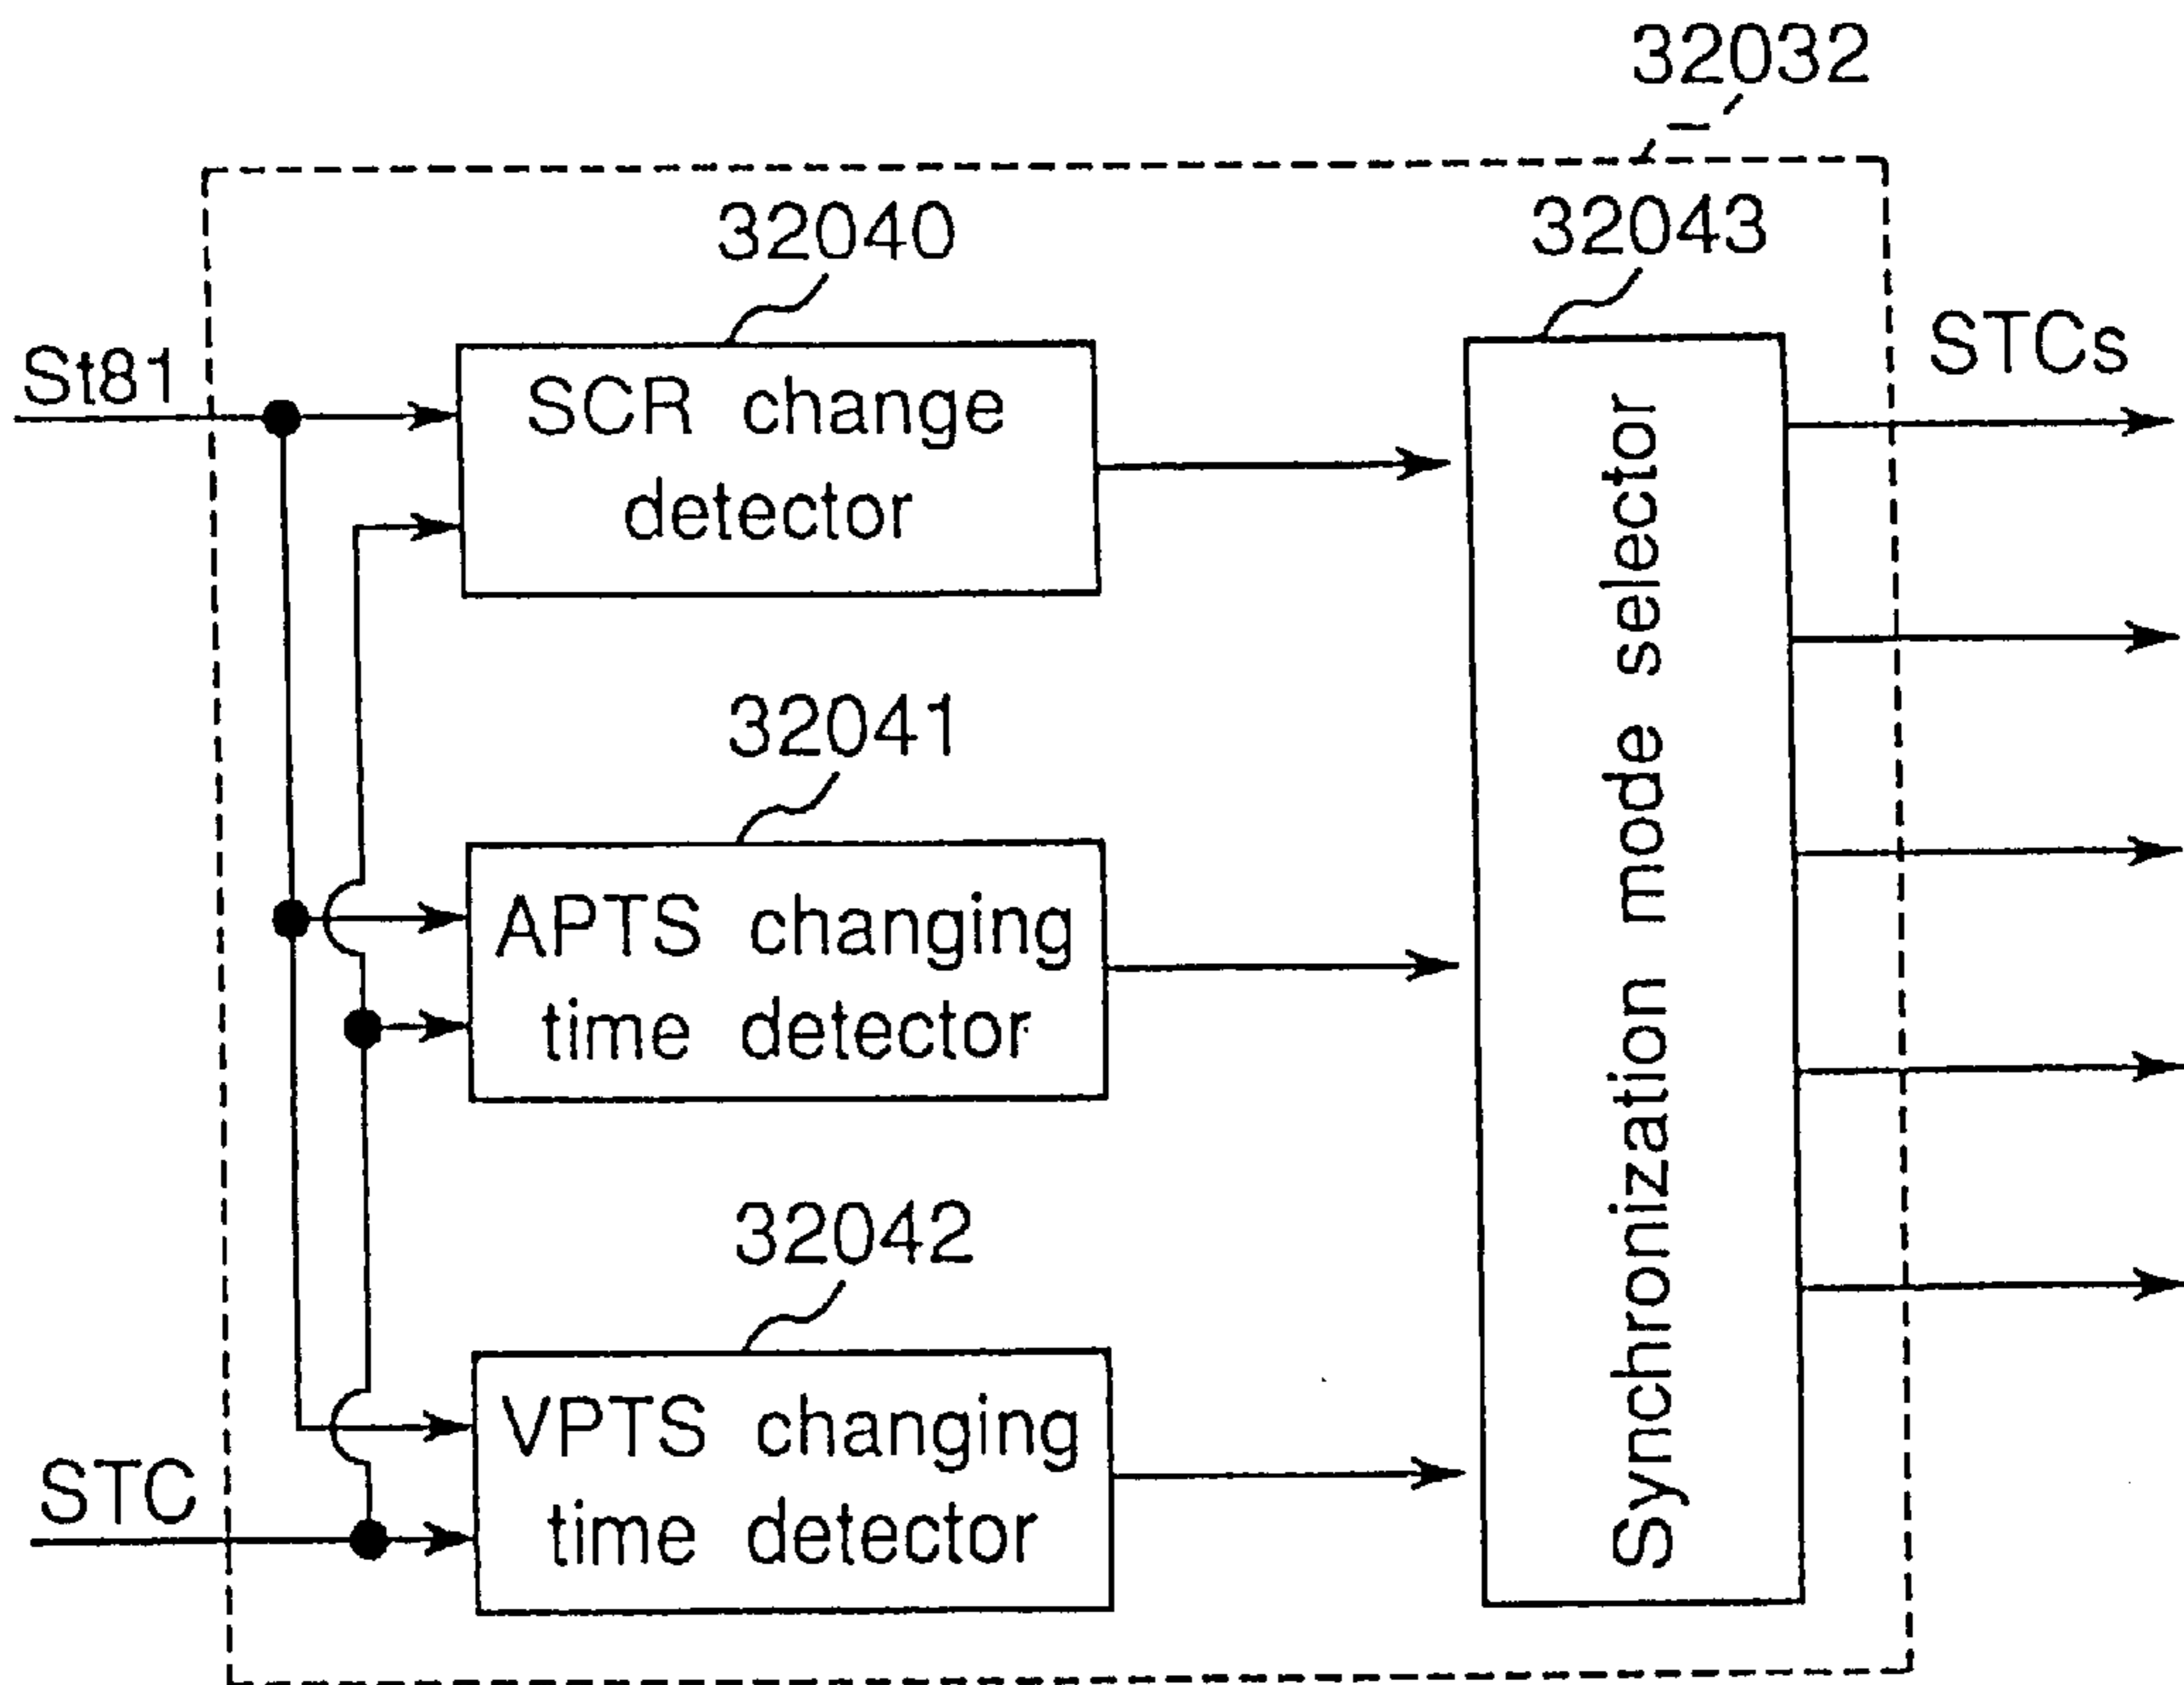 32032
32040
32043
St81
STCs
SCR change
detector
32041
APTS changing
time detector
32042
VPTS changing
time detector
STC
Synchronization mode selector